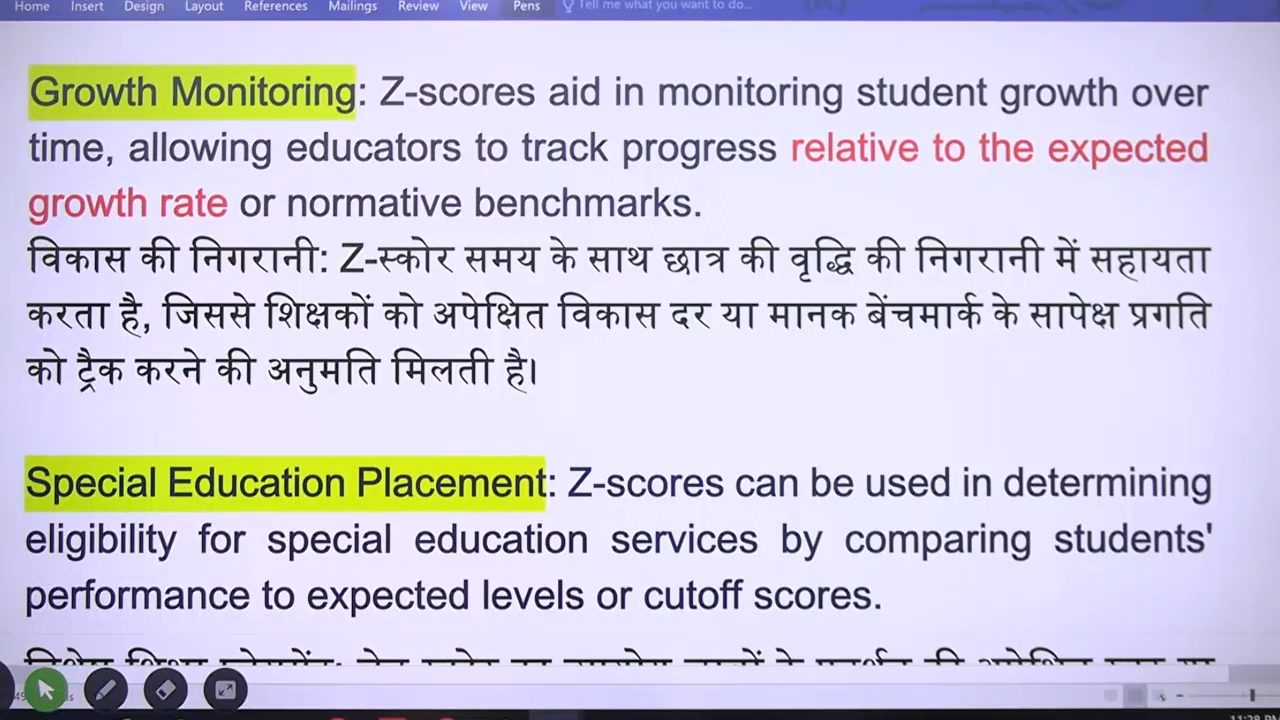 Home Insert Design Layout References Mailings Review View Pens Tell me what you want to do...
Growth Monitoring: Z-scores aid in monitoring student growth over
time, allowing educators to track progress relative to the expected
growth rate or normative benchmarks.
विकास की निगरानी: Z-स्कोर समय के साथ छात्र की वृद्धि की निगरानी में सहायता
करता है, जिससे शिक्षकों को अपेक्षित विकास दर या मानक बेंचमार्क के सापेक्ष प्रगति
को ट्रैक करने की अनुमति मिलती है।
Special Education Placement: Z-scores can be used in determining
eligibility for special education services by comparing students'
performance to expected levels or cutoff scores.